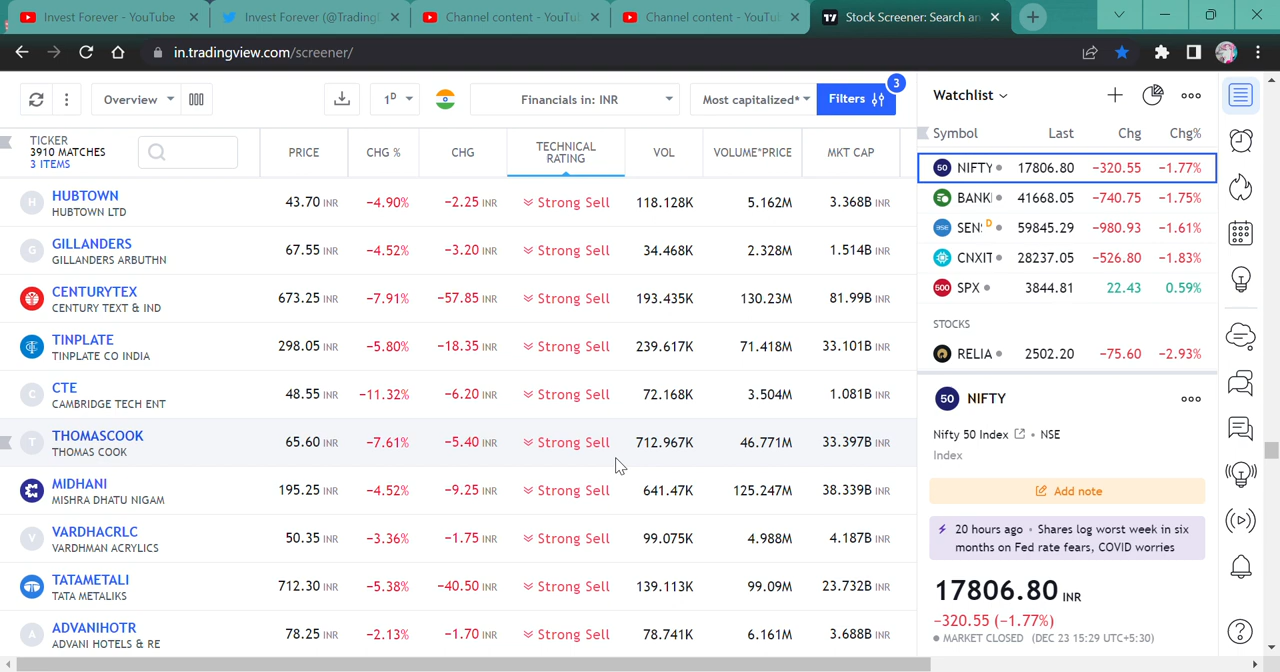 Invest Forever - YouTube
Invest Forever (@Trading
Channel content - YouTu
Channel content - YouTu
Stock Screener: Search an
in.tradingview.com/screener/
Overview
1D
Financials in: INR
Most capitalized*
Filters
3
TICKER
3910 MATCHES
3 ITEMS
PRICE
CHG %
CHG
TECHNICAL
RATING
VOL
VOLUME*PRICE
MKT CAP
H HUBTOWN
HUBTOWN LTD
43.70 INR −4.90% −2.25 INR Strong Sell 118.128K 5.162M 3.368B INR
G GILLANDERS
GILLANDERS ARBUTHN
67.55 INR −4.52% −3.20 INR Strong Sell 34.468K 2.328M 1.514B INR
CENTURYTEX
CENTURY TEXT & IND
673.25 INR −7.91% −57.85 INR Strong Sell 193.435K 130.23M 81.99B INR
TINPLATE
TINPLATE CO INDIA
298.05 INR −5.80% −18.35 INR Strong Sell 239.617K 71.418M 33.101B INR
C CTE
CAMBRIDGE TECH ENT
48.55 INR −11.32% −6.20 INR Strong Sell 72.168K 3.504M 1.081B INR
T THOMASCOOK
THOMAS COOK
65.60 INR −7.61% −5.40 INR Strong Sell 712.967K 46.771M 33.397B INR
MIDHANI
MISHRA DHATU NIGAM
195.25 INR −4.52% −9.25 INR Strong Sell 641.47K 125.247M 38.339B INR
V VARDHACRLC
VARDHMAN ACRYLICS
50.35 INR −3.36% −1.75 INR Strong Sell 99.075K 4.988M 4.187B INR
TATAMETALI
TATA METALIKS
712.30 INR −5.38% −40.50 INR Strong Sell 139.113K 99.09M 23.732B INR
A ADVANIHOTR
ADVANI HOTELS & RE
78.25 INR −2.13% −1.70 INR Strong Sell 78.741K 6.161M 3.688B INR
Watchlist
Symbol Last Chg Chg%
50 NIFTY 17806.80 −320.55 −1.77%
BANK 41668.05 −740.75 −1.75%
BSE SEN: D 59845.29 −980.93 −1.61%
CNXIT 28237.05 −526.80 −1.83%
500 SPX 3844.81 22.43 0.59%
STOCKS
RELIA 2502.20 −75.60 −2.93%
50 NIFTY
Nifty 50 Index • NSE
Index
Add note
20 hours ago • Shares log worst week in six
months on Fed rate fears, COVID worries
17806.80 INR
−320.55 (−1.77%)
MARKET CLOSED (DEC 23 15:29 UTC+5:30)